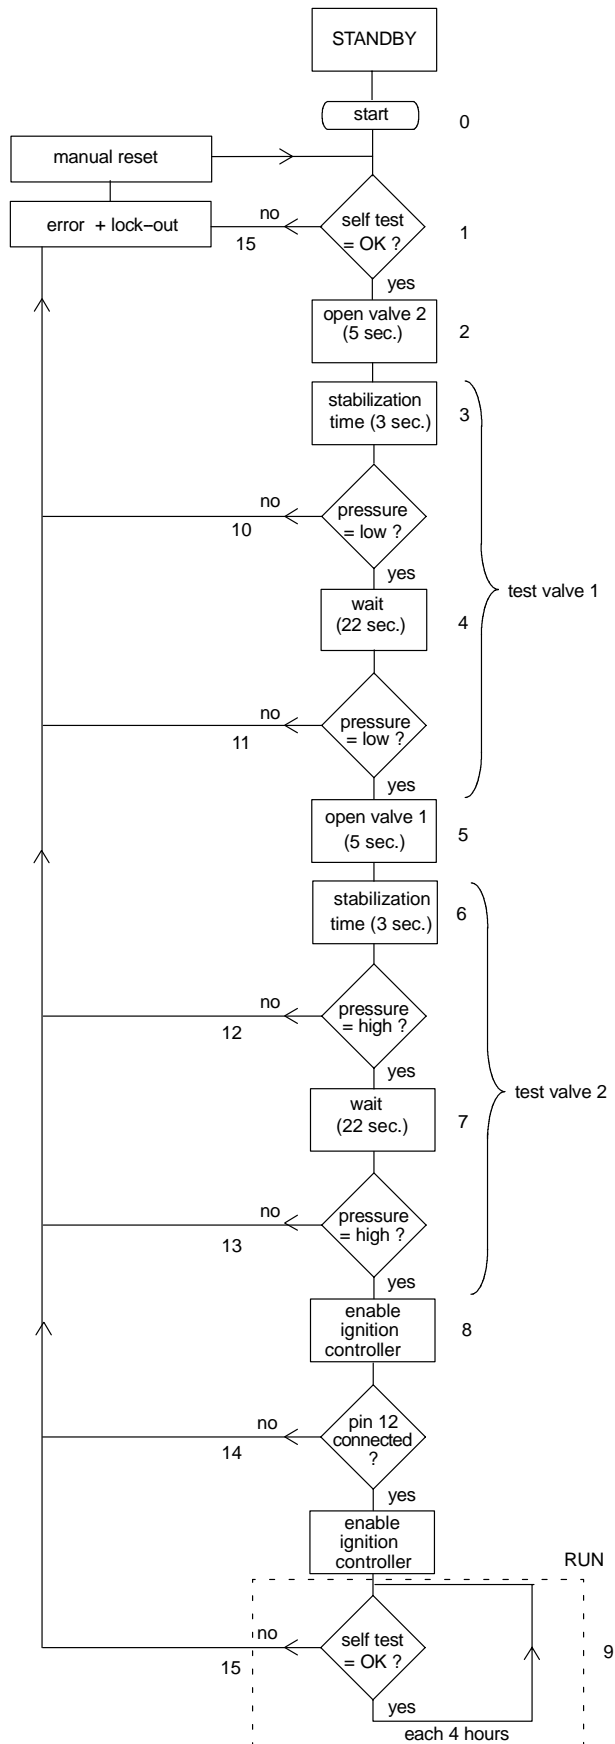 STANDBY
start
0
manual reset
error + lock–out
no
15
self test
= OK ?
1
yes
open valve 2
(5 sec.)
2
stabilization
time (3 sec.)
3
no
10
pressure
= low ?
yes
wait
(22 sec.)
4
test valve 1
no
11
pressure
= low ?
yes
open valve 1
(5 sec.)
5
stabilization
time (3 sec.)
6
no
12
pressure
= high ?
yes
wait
(22 sec.)
7
test valve 2
no
13
pressure
= high ?
yes
enable
ignition
controller
8
no
14
pin 12
connected
?
yes
enable
ignition
controller
RUN
no
15
self test
= OK ?
9
yes
each 4 hours